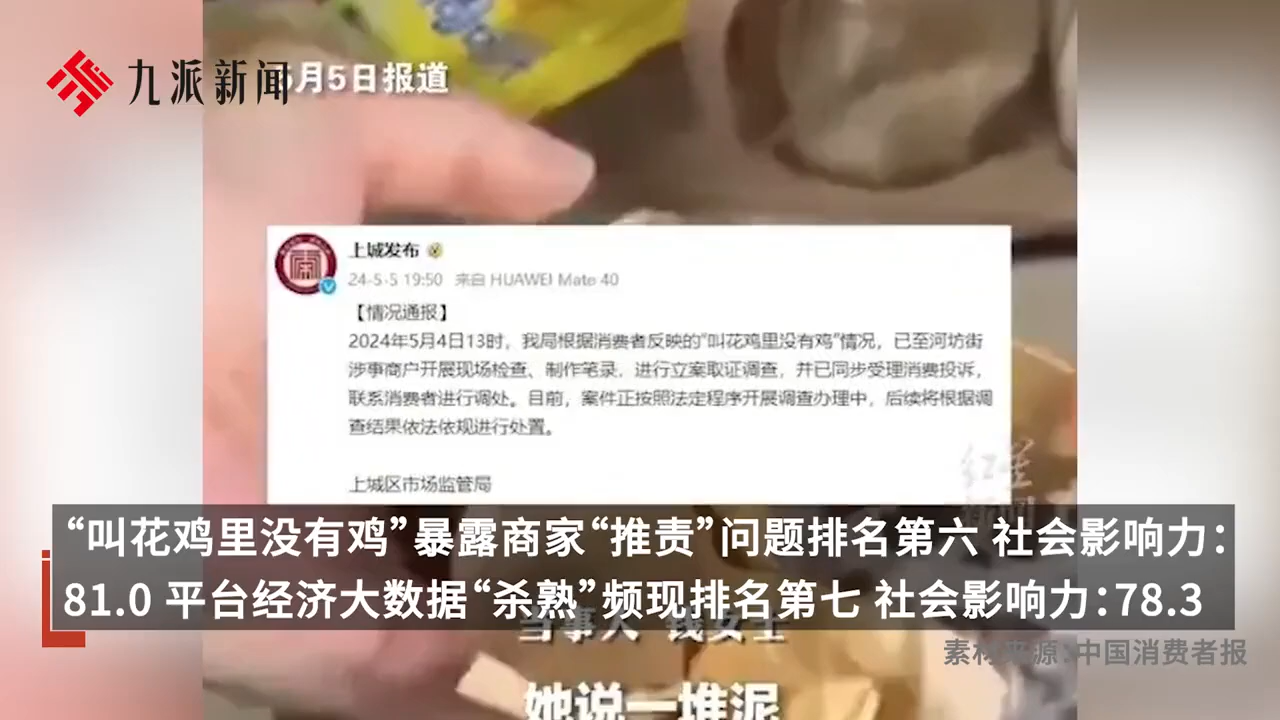 九派新闻
月5日报道
上城发布
24-5-5 19:50 来自 HUAWEI Mate 40
【情况通报】
2024年5月4日13时，我局根据消费者反映的“叫花鸡里没有鸡”情况，已至河坊街
涉事商户开展现场检查、制作笔录，进行立案取证调查，并已同步受理消费投诉，
联系消费者进行调处。目前，案件正按照法定程序开展调查办理中，后续将根据调
查结果依法依规进行处置。
上城区市场监管局
红星
“叫花鸡里没有鸡”暴露商家“推责”问题排名第六 社会影响力：
81.0 平台经济大数据“杀熟”频现排名第七 社会影响力：78.3
当事人 钱女士
素材来源：中国消费者报
她说一堆泥